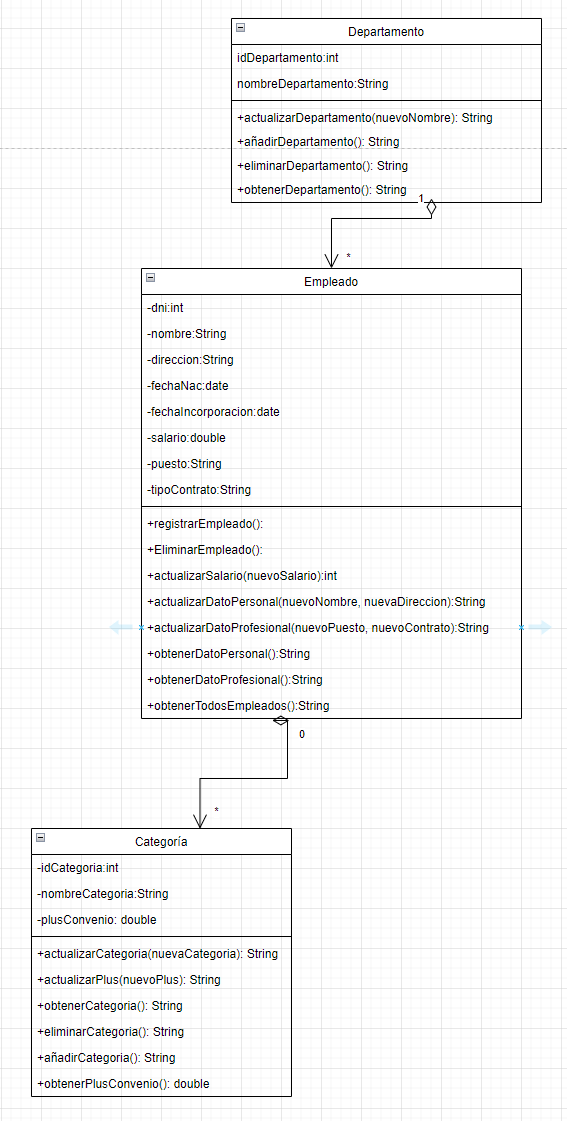 Departamento
idDepartamento:int
nombreDepartamento:String
+actualizarDepartamento(nuevoNombre): String
+añadirDepartamento(): String
+eliminarDepartamento(): String
+obtenerDepartamento(): String
1
*
Empleado
-dni:int
-nombre:String
-direccion:String
-fechaNac:date
-fechaIncorporacion:date
-salario:double
-puesto:String
-tipoContrato:String
+registrarEmpleado():
+EliminarEmpleado():
+actualizarSalario(nuevoSalario):int
+actualizarDatoPersonal(nuevoNombre, nuevaDireccion):String
+actualizarDatoProfesional(nuevoPuesto, nuevoContrato):String
+obtenerDatoPersonal():String
+obtenerDatoProfesional():String
+obtenerTodosEmpleados():String
0
*
Categoría
-idCategoria:int
-nombreCategoria:String
-plusConvenio: double
+actualizarCategoria(nuevaCategoria): String
+actualizarPlus(nuevoPlus): String
+obtenerCategoria(): String
+eliminarCategoria(): String
+añadirCategoria(): String
+obtenerPlusConvenio(): double